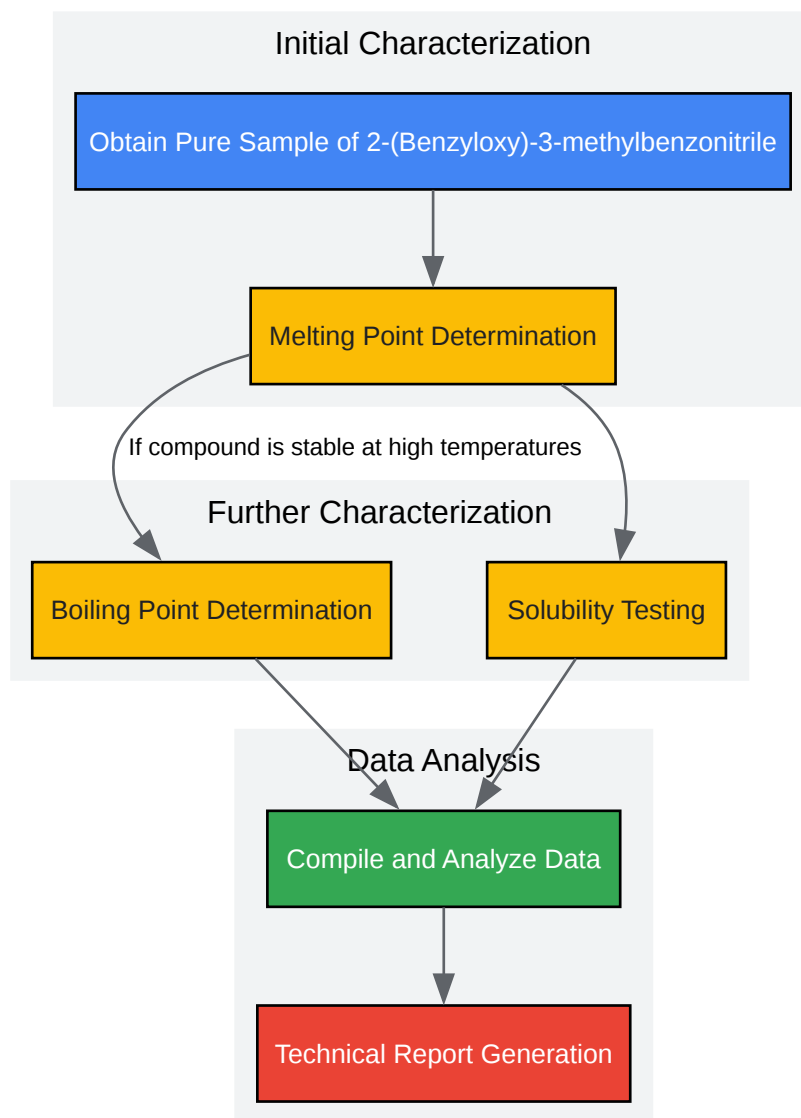 Initial Characterization
Obtain Pure Sample of 2-(Benzyloxy)-3-methylbenzonitrile
Melting Point Determination
If compound is stable at high temperatures
Further Characterization
Boiling Point Determination
Solubility Testing
Data Analysis
Compile and Analyze Data
Technical Report Generation